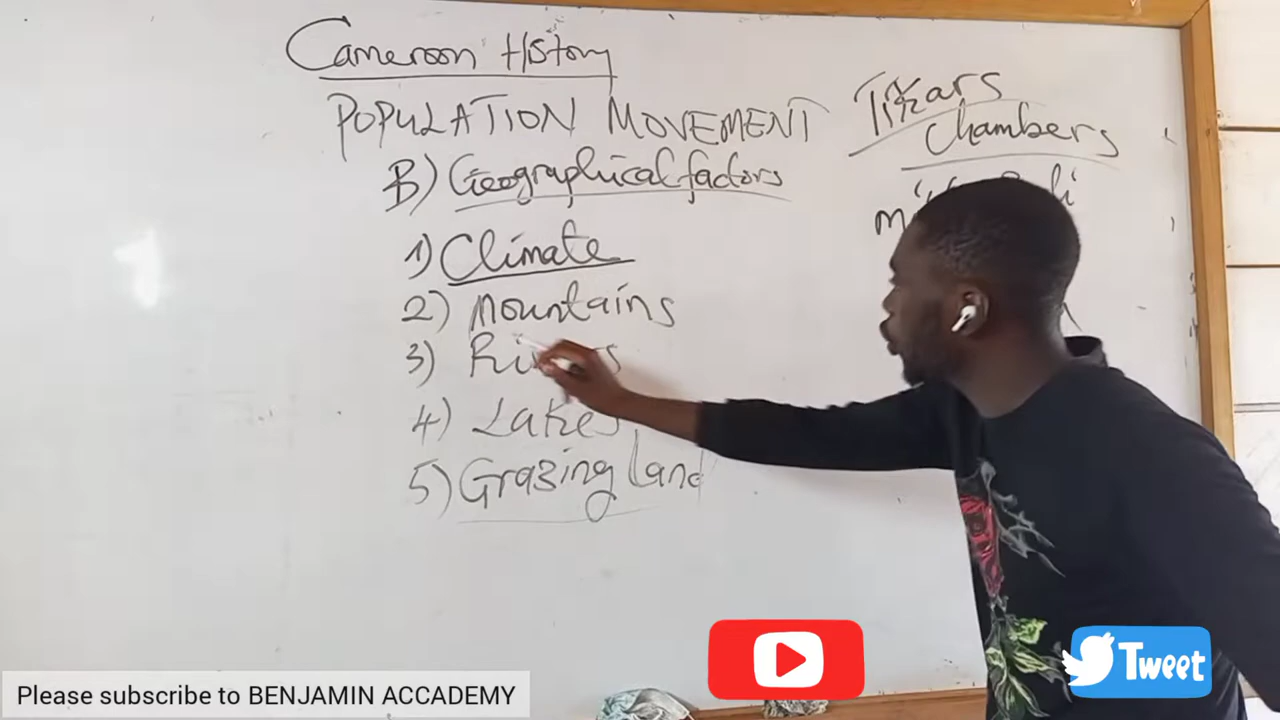 Cameroon History
POPULATION MOVEMENT
B) Geographical factors
1) Climate
2) Mountains
3) Ri
4) Lakes
5) Grazing land
Tikars
Chambers
Please subscribe to BENJAMIN ACCADEMY
Tweet